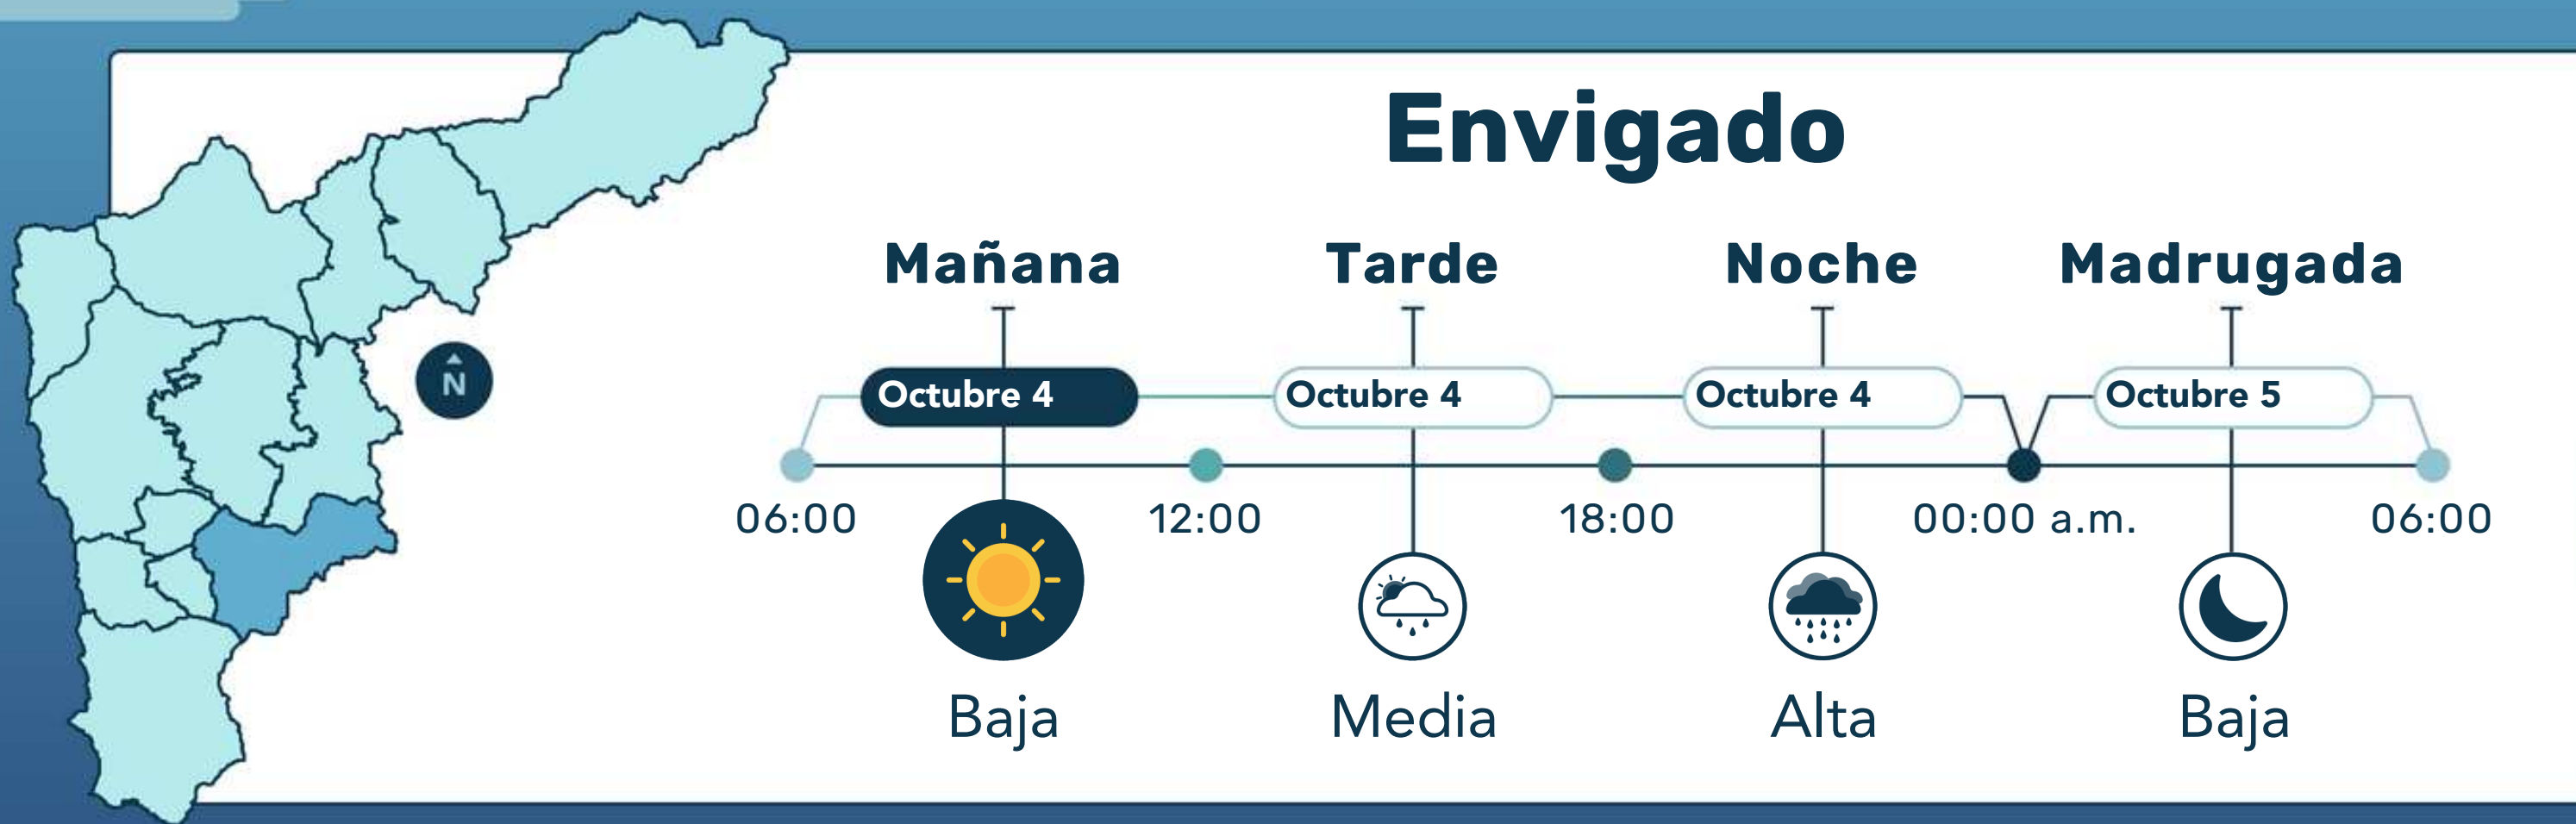 Envigado
Mañana Tarde Noche Madrugada
Octubre 4 Octubre 4 Octubre 4 Octubre 5
N
06:00 12:00 18:00 00:00 a.m. 06:00
Baja Media Alta Baja